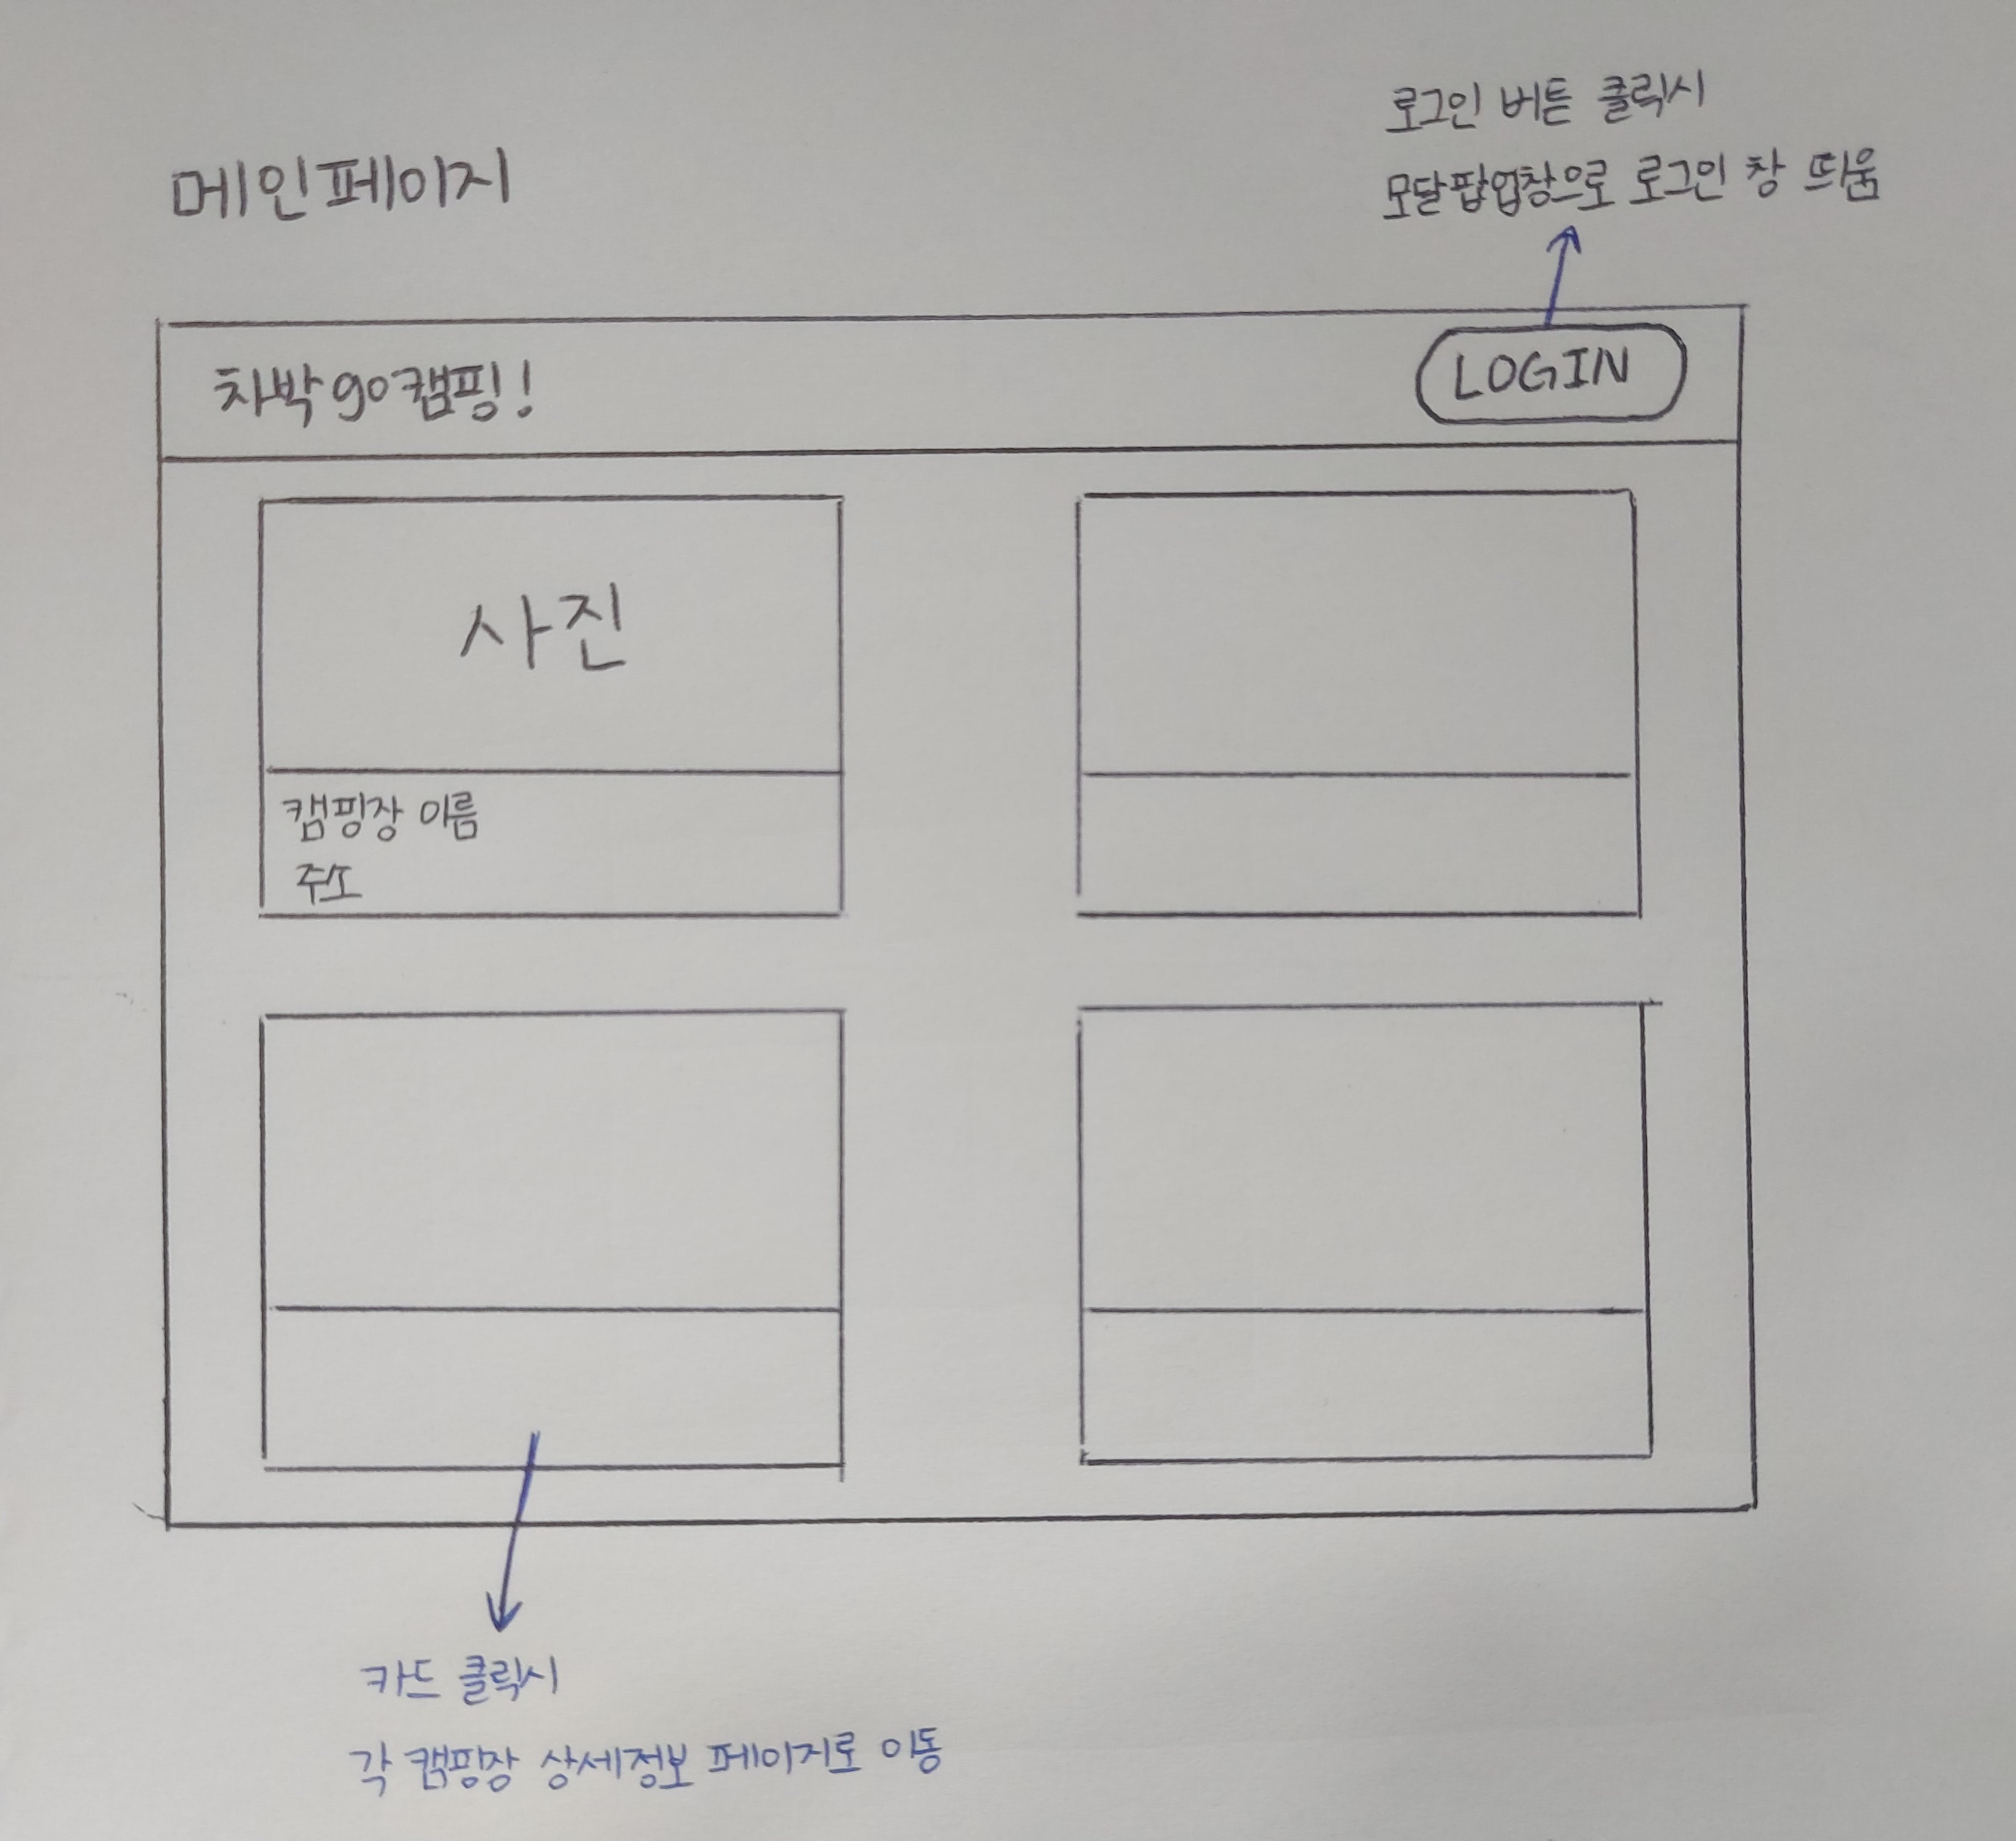 로그인 버튼 클릭시
모달팝업창으로 로그인 창 띄움
메인페이지
차박go캠핑!
LOGIN
사진
캠핑장 이름
주소
카드 클릭시
각 캠핑장 상세정보 페이지로 이동